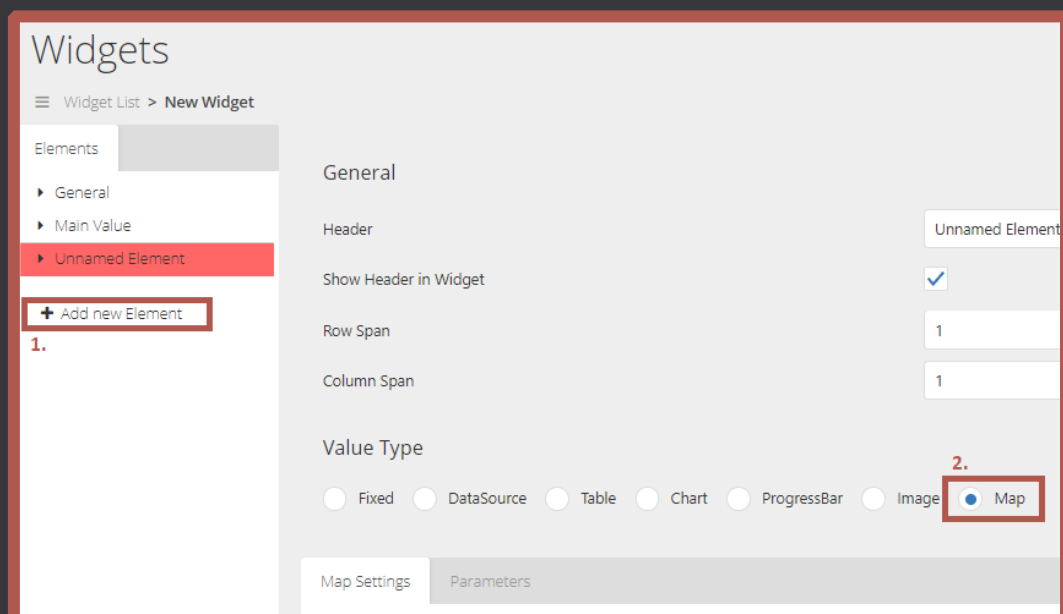 Widgets
Widget List > New Widget
Elements
General
Main Value
Unnamed Element
+ Add new Element
1.
General
Header
Unnamed Element
Show Header in Widget
Row Span
1
Column Span
1
Value Type
2.
Fixed DataSource Table Chart ProgressBar Image Map
Map Settings Parameters